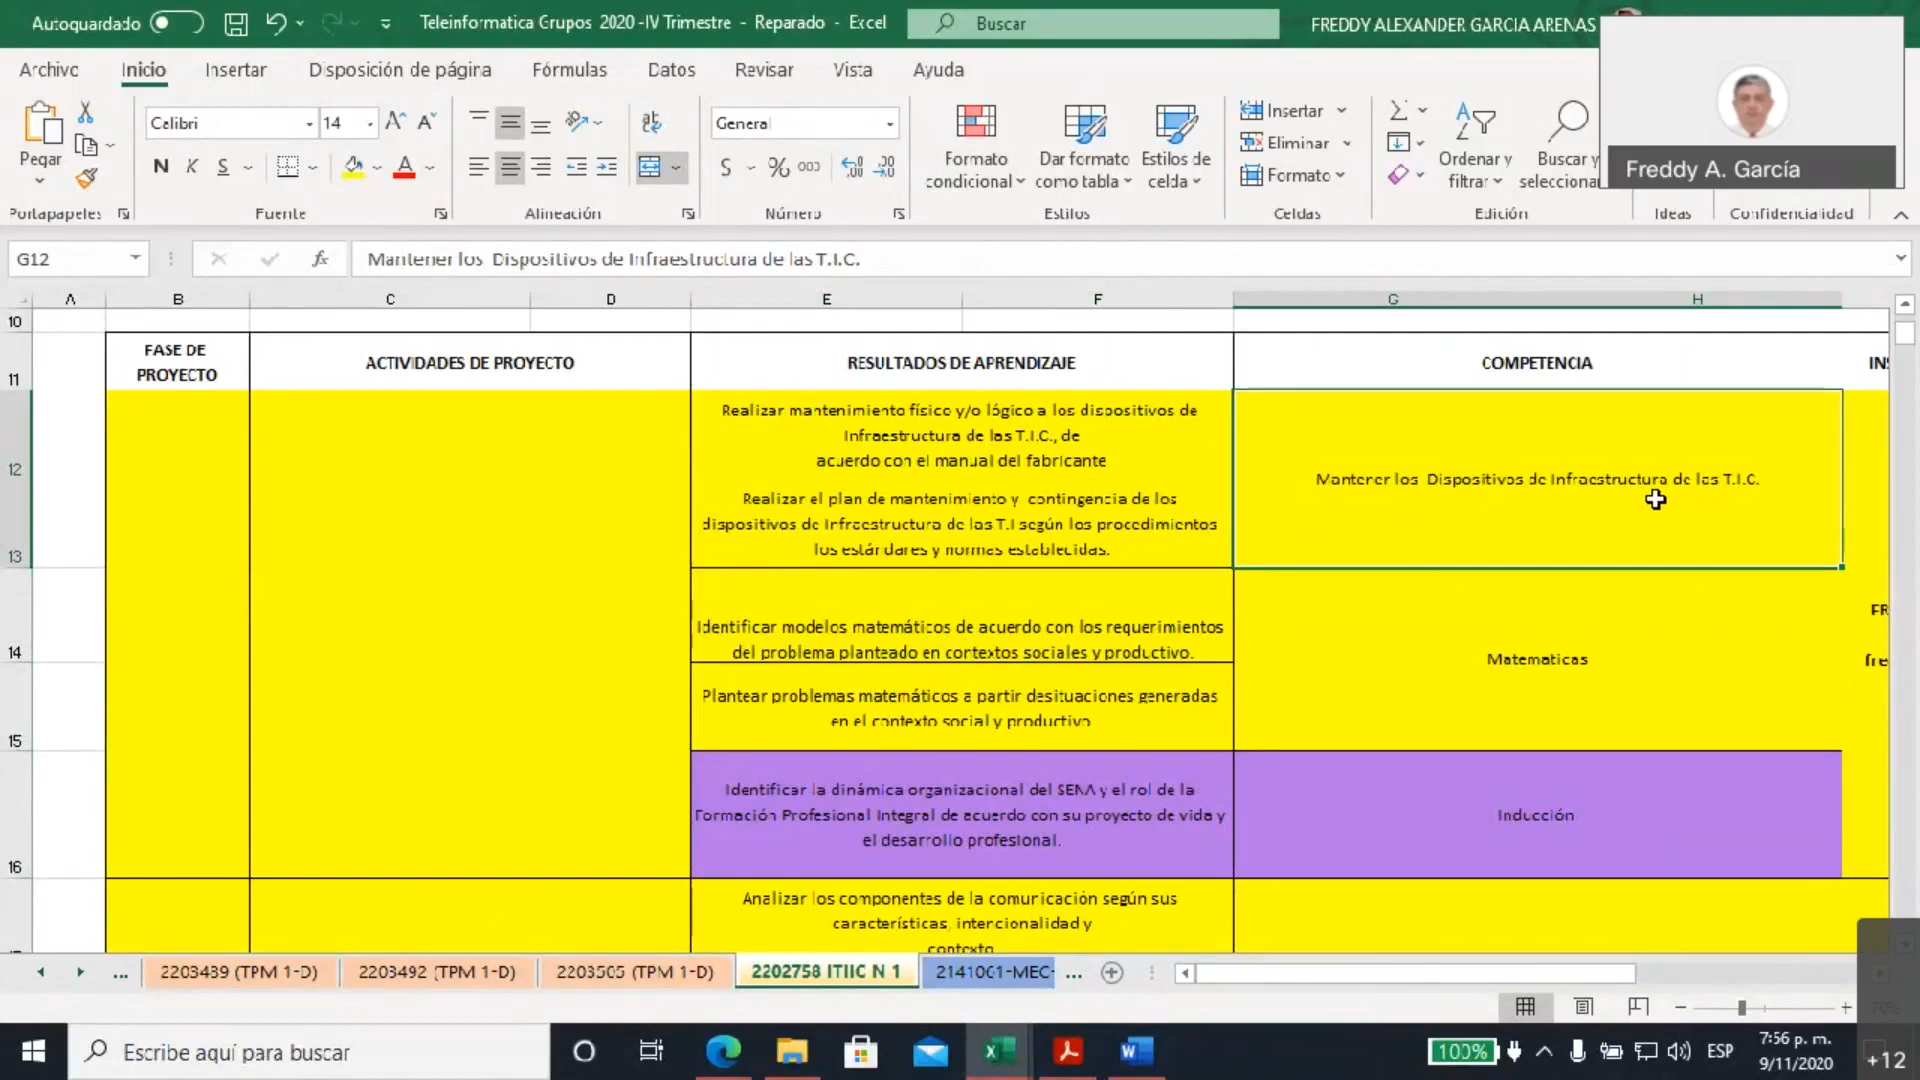 Autoguardado
Teleinformatica Grupos 2020 -IV Trimestre - Reparado - Excel
Buscar
FREDDY ALEXANDER GARCIA ARENAS
Archivo Inicio Insertar Disposición de página Fórmulas Datos Revisar Vista Ayuda
Pegar
Calibri 14
N K S
General
$ % 000
Formato condicional
Dar formato como tabla
Estilos de celda
Insertar
Eliminar
Formato
Ordenar y filtrar
Buscar y selecciona
Freddy A. García
Portapapeles Fuente Alineación Número Estilos Celdas Edición Ideas Confidencialidad
G12
fx
Mantener los Dispositivos de Infraestructura de las T.I.C.
A B C D E F G H
10
11
FASE DE
PROYECTO
ACTIVIDADES DE PROYECTO
RESULTADOS DE APRENDIZAJE
COMPETENCIA
INS
12
Realizar mantenimiento físico y/o lógico a los dispositivos de
Infraestructura de las T.I.C., de
acuerdo con el manual del fabricante
Mantener los Dispositivos de Infraestructura de las T.I.C.
13
Realizar el plan de mantenimiento y contingencia de los
dispositivos de Infraestructura de las T.I según los procedimientos
los estándares y normas establecidas.
14
Identificar modelos matemáticos de acuerdo con los requerimientos
del problema planteado en contextos sociales y productivo.
Matematicas
FR
fre
15
Plantear problemas matemáticos a partir desituaciones generadas
en el contexto social y productivo
16
Identificar la dinámica organizacional del SENA y el rol de la
Formación Profesional Integral de acuerdo con su proyecto de vida y
el desarrollo profesional.
Inducción
Analizar los componentes de la comunicación según sus
características, intencionalidad y
contexto
... 2203489 (TPM 1-D) 2203492 (TPM 1-D) 2203505 (TPM 1-D) 2202758 ITIIC N 1 2141061-MEC- ...
Escribe aquí para buscar
100%
ESP
7:56 p. m.
9/11/2020
+12